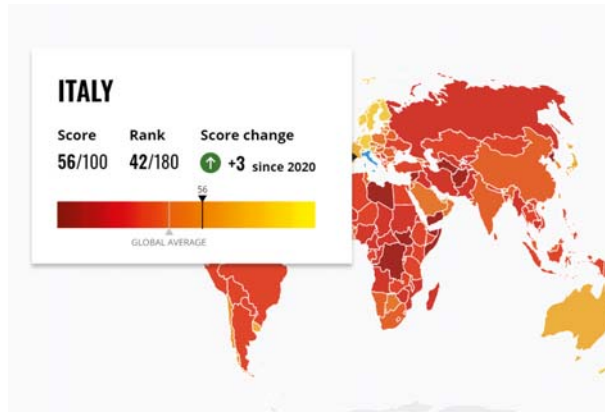 ITALY
Score Rank Score change
56/100 42/180 +3 since 2020
56
GLOBAL AVERAGE